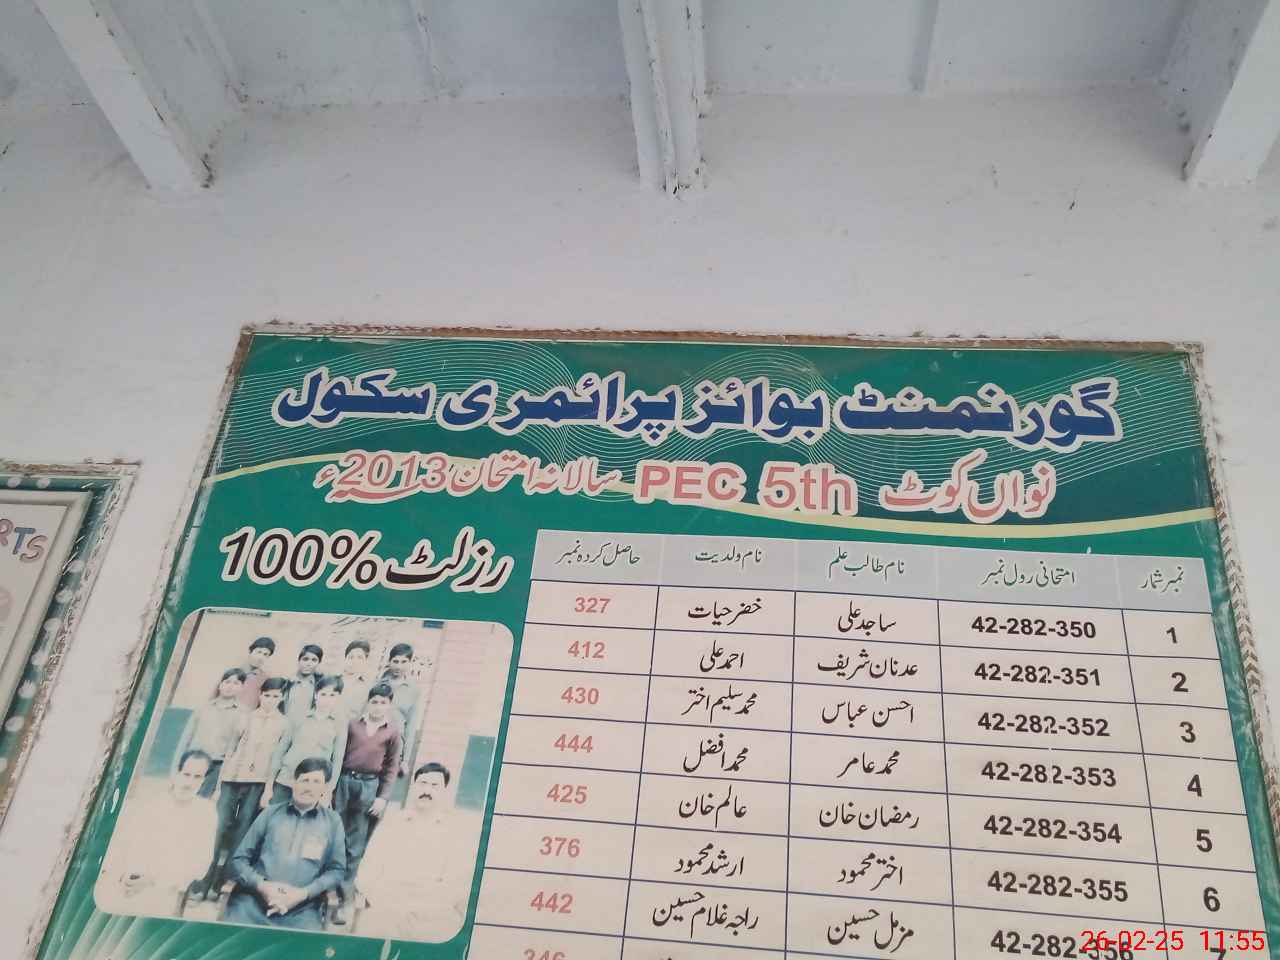 گورنمنٹ بوائز پرائمری سکول
نواں کوٹ PEC 5th سالانہ امتحان 2013ء
رزلٹ %100
نمبر شمار امتحانی رول نمبر نام طالب علم نام ولدیت حاصل کردہ نمبر
1 42-282-350 ساجد علی خضر حیات 327
2 42-282-351 عدنان شریف احمد علی 412
3 42-282-352 احسن عباس محمد سلیم اختر 430
4 42-282-353 محمد عامر محمد افضل 444
5 42-282-354 رمضان خان عالم خان 425
6 42-282-355 اختر محمود ارشد محمود 376
7 42-282-356 مزمل حسین راجہ غلام حسین 442
346
RTS
26-02-25 11:55